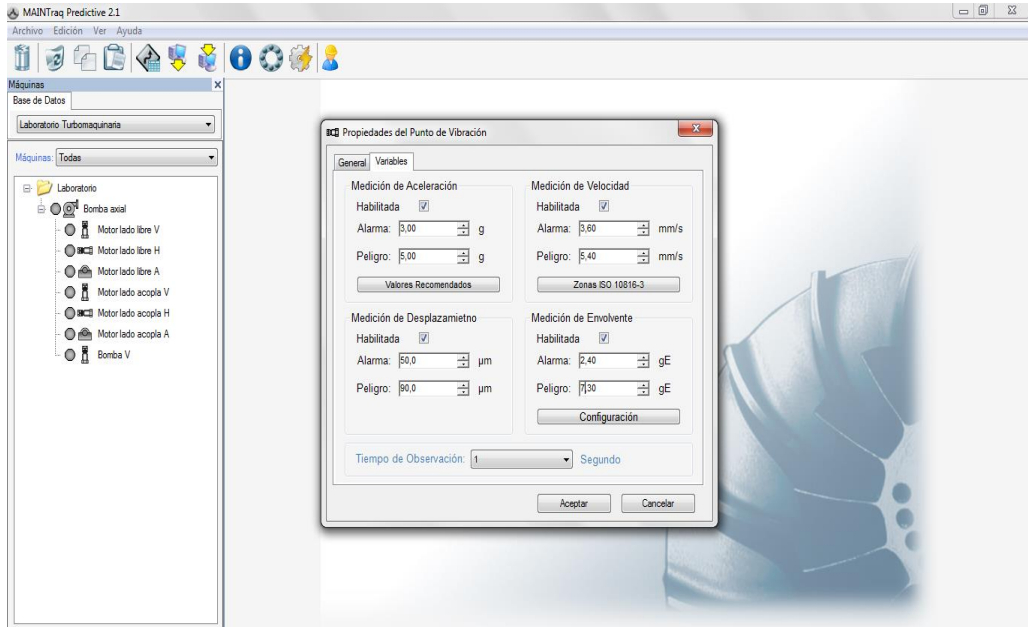 MAINTraq Predictive 2.1
Archivo Edición Ver Ayuda
Máquinas
Base de Datos
Laboratorio Turbomaquinaria
Máquinas: Todas
Laboratorio
Bomba axial
Motor lado libre V
Motor lado libre H
Motor lado libre A
Motor lado acopla V
Motor lado acopla H
Motor lado acopla A
Bomba V
Propiedades del Punto de Vibración
General Variables
Medición de Aceleración
Habilitada
Alarma: 3,00 g
Peligro: 5,00 g
Valores Recomendados
Medición de Velocidad
Habilitada
Alarma: 3,60 mm/s
Peligro: 5,40 mm/s
Zonas ISO 10816-3
Medición de Desplazamietno
Habilitada
Alarma: 50,0 µm
Peligro: 90,0 µm
Medición de Envolvente
Habilitada
Alarma: 2,40 gE
Peligro: 7,30 gE
Configuración
Tiempo de Observación: 1 Segundo
Aceptar Cancelar